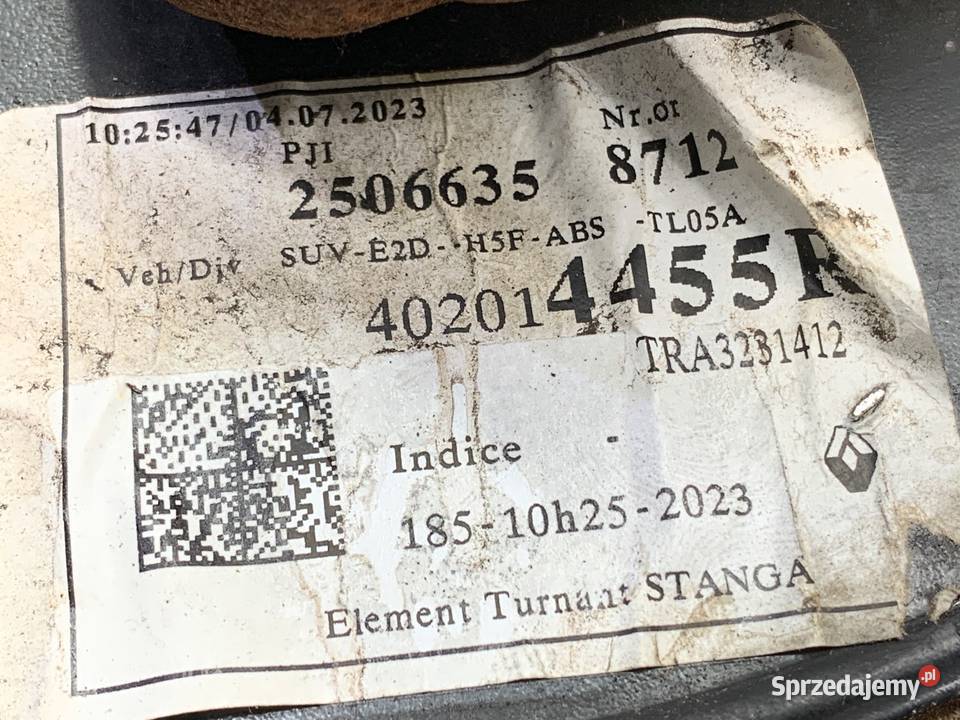 10:25:47/04.07.2023
Nr.or
PJI
2506635 8712
Veh/Div SUV-E2D--H5F-ABS -TL05A
402014455R
TRA3231412
Indice -
185-10h25-2023
Element Turnant STANGA
Sprzedajemy.pl